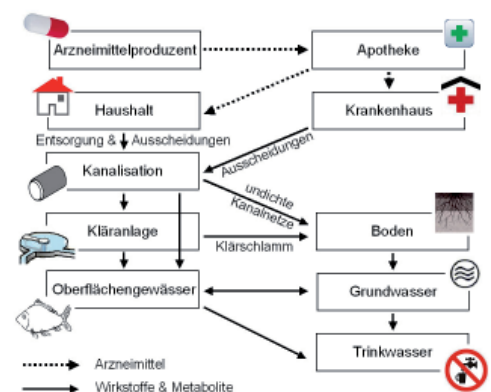 Arzneimittelproduzent
Apotheke
Haushalt
Krankenhaus
Entsorgung & Ausscheidungen
Ausscheidungen
Kanalisation
undichte
Kanalnetze
Kläranlage
Klärschlamm
Boden
Oberflächengewässer
Grundwasser
Trinkwasser
Arzneimittel
Wirkstoffe & Metabolite